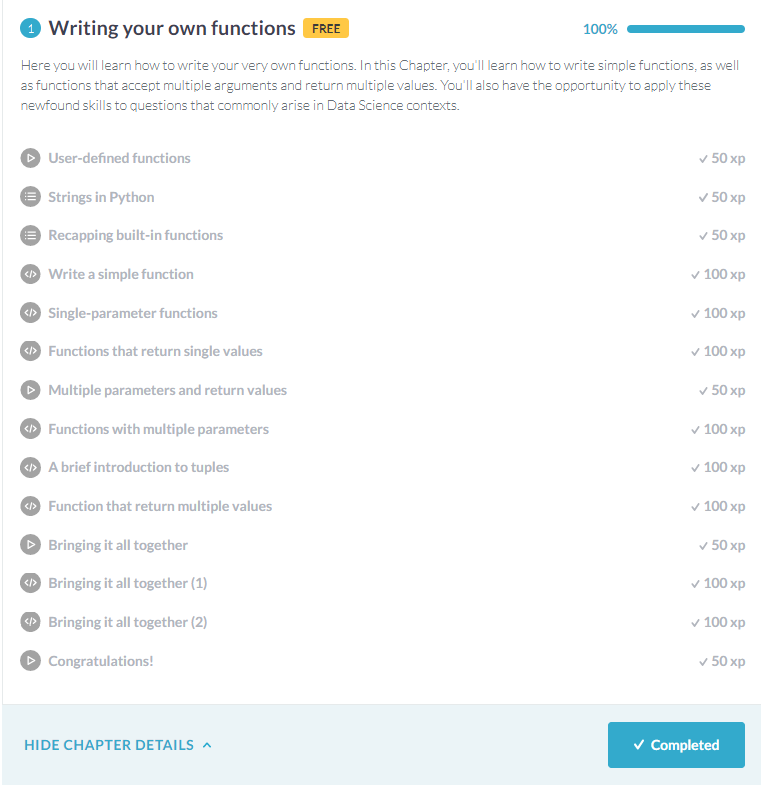 1 Writing your own functions FREE 100%
Here you will learn how to write your very own functions. In this Chapter, you'll learn how to write simple functions, as well
as functions that accept multiple arguments and return multiple values. You'll also have the opportunity to apply these
newfound skills to questions that commonly arise in Data Science contexts.
User-defined functions ✓ 50 xp
Strings in Python ✓ 50 xp
Recapping built-in functions ✓ 50 xp
</> Write a simple function ✓ 100 xp
</> Single-parameter functions ✓ 100 xp
</> Functions that return single values ✓ 100 xp
Multiple parameters and return values ✓ 50 xp
</> Functions with multiple parameters ✓ 100 xp
</> A brief introduction to tuples ✓ 100 xp
</> Function that return multiple values ✓ 100 xp
Bringing it all together ✓ 50 xp
</> Bringing it all together (1) ✓ 100 xp
</> Bringing it all together (2) ✓ 100 xp
Congratulations! ✓ 50 xp
HIDE CHAPTER DETAILS ✓ Completed